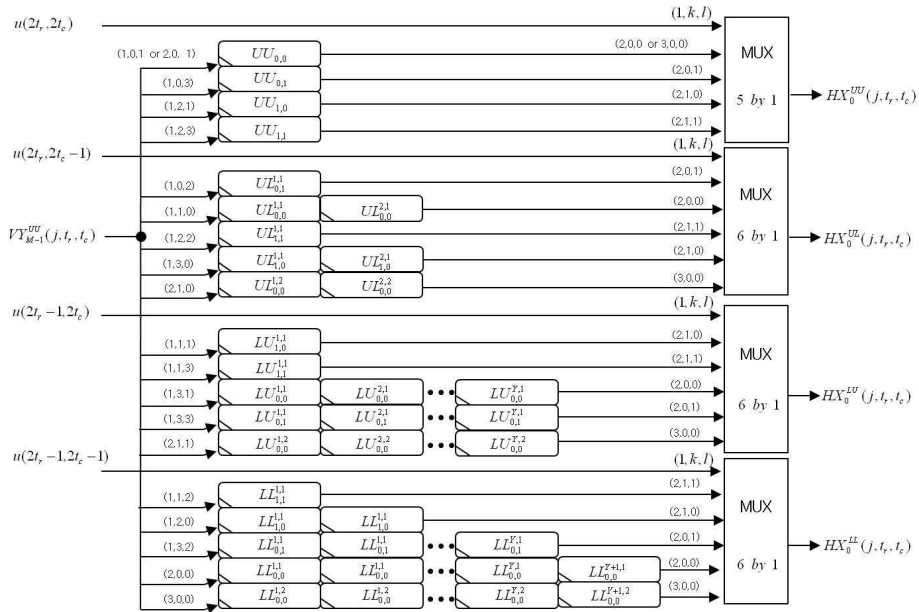 u(2t_r, 2t_c) (1, k, l)
(1,0,1 or 2,0, 1) UU_{0,0} (2,0,0 or 3,0,0) MUX
(1,0,3) UU_{0,1} (2,0,1)
(1,2,1) UU_{1,0} (2,1,0) 5 by 1 HX_0^{UU}(j, t_r, t_c)
(1,2,3) UU_{1,1} (2,1,1)
u(2t_r, 2t_c −1) (1, k, l)
(1,0,2) UL_{0,1}^{1,1} (2,0,1) MUX
(1,1,0) UL_{0,0}^{1,1} UL_{0,0}^{2,1} (2,0,0)
VY_{M-1}^{UU}(j, t_r, t_c) (1,2,2) UL_{1,1}^{1,1} (2,1,1) HX_0^{UL}(j, t_r, t_c)
(1,3,0) UL_{1,0}^{1,1} UL_{1,0}^{2,1} (2,1,0) 6 by 1
(2,1,0) UL_{0,0}^{1,2} UL_{0,0}^{2,2} (3,0,0)
u(2t_r −1, 2t_c) (1, k, l)
(1,1,1) LU_{1,0}^{1,1} (2,1,0) MUX
(1,1,3) LU_{1,1}^{1,1} (2,1,1)
(1,3,1) LU_{0,0}^{1,1} LU_{0,0}^{2,1} ••• LU_{0,0}^{Y,1} (2,0,0) 6 by 1 HX_0^{LU}(j, t_r, t_c)
(1,3,3) LU_{0,1}^{1,1} LU_{0,1}^{2,1} ••• LU_{0,1}^{Y,1} (2,0,1)
(2,1,1) LU_{0,0}^{1,2} LU_{0,0}^{2,2} ••• LU_{0,0}^{Y,2} (3,0,0)
u(2t_r −1, 2t_c −1) (1, k, l)
(1,1,2) LL_{1,1}^{1,1} (2,1,1) MUX
(1,2,0) LL_{1,0}^{1,1} LL_{1,0}^{1,1} (2,1,0)
(1,3,2) LL_{0,1}^{1,1} LL_{0,1}^{1,1} ••• LL_{0,1}^{Y,1} (2,0,1) HX_0^{LL}(j, t_r, t_c)
(2,0,0) LL_{0,0}^{1,1} LL_{0,0}^{1,1} ••• LL_{0,0}^{Y,1} LL_{0,0}^{Y+1,1} (2,0,0) 6 by 1
(3,0,0) LL_{0,0}^{1,2} LL_{0,0}^{1,2} ••• LL_{0,0}^{Y,2} LL_{0,0}^{Y+1,2} (3,0,0)